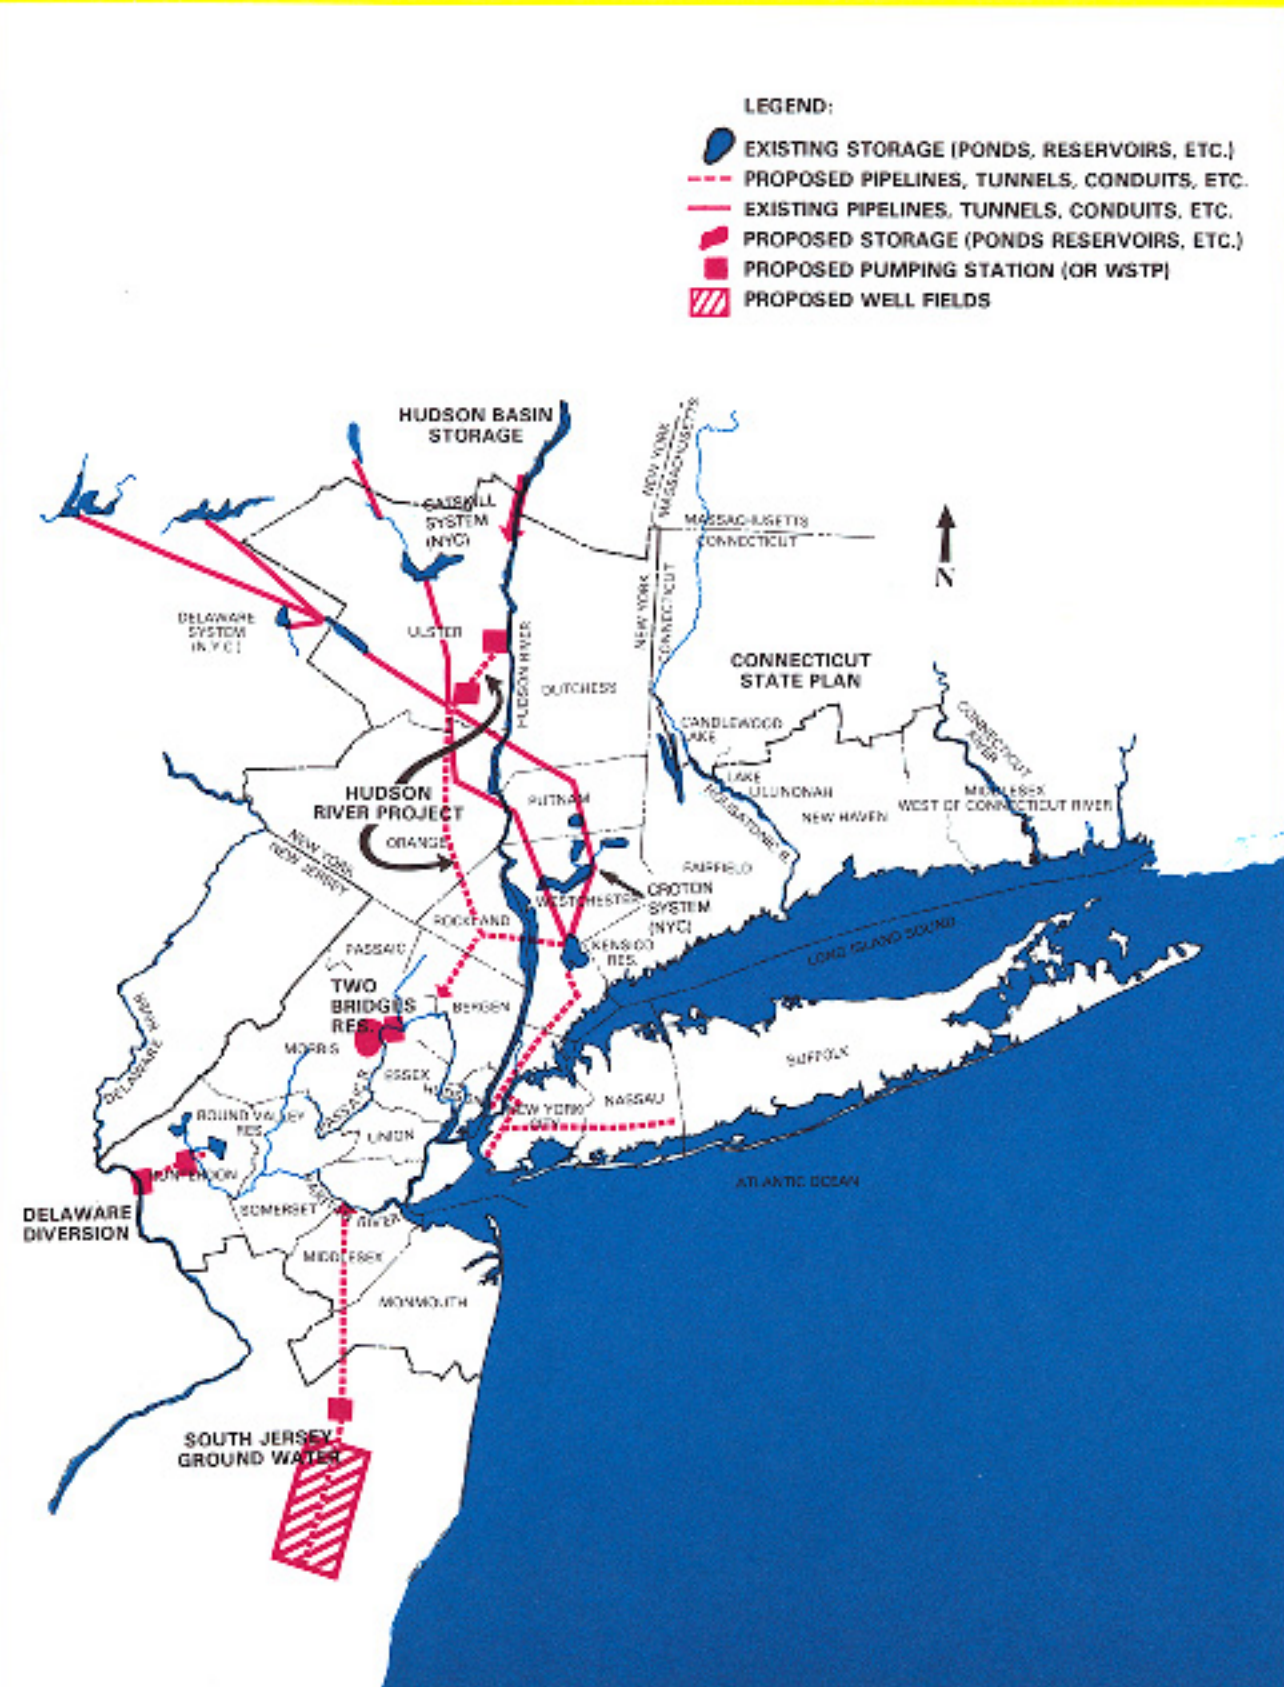 LEGEND:
EXISTING STORAGE (PONDS, RESERVOIRS, ETC.)
PROPOSED PIPELINES, TUNNELS, CONDUITS, ETC.
EXISTING PIPELINES, TUNNELS, CONDUITS, ETC.
PROPOSED STORAGE (PONDS RESERVOIRS, ETC.)
PROPOSED PUMPING STATION (OR WSTP)
PROPOSED WELL FIELDS
HUDSON BASIN
STORAGE
NEW YORK
MASSACHUSETTS
CATSKILL
SYSTEM
(NYC)
MASSACHUSETTS
CONNECTICUT
N
NEW YORK
CONNECTICUT
DELAWARE
SYSTEM
(N.Y.C.)
ULSTER
HUDSON RIVER
DUTCHESS
CONNECTICUT
STATE PLAN
CANDLEWOOD
LAKE
CONNECTICUT
RIVER
LAKE
LILLINONAH
HOUSATONIC R.
NEW HAVEN
MIDDLESEX
WEST OF CONNECTICUT RIVER
HUDSON
RIVER PROJECT
ORANGE
PUTNAM
NEW YORK
NEW JERSEY
FAIRFIELD
CROTON
SYSTEM
(NYC)
WESTCHESTER
ROCKLAND
KENSICO
RES.
LONG ISLAND SOUND
PASSAIC
TWO
BRIDGES
RES.
BERGEN
RIVER
DELAWARE
MORRIS
ESSEX
HUDSON
PASSAIC R
SUFFOLK
NASSAU
NEW YORK
CITY
ROUND VALLEY
RES.
UNION
HUNTERDON
ATLANTIC OCEAN
DELAWARE
DIVERSION
SOMERSET
RARITAN
RIVER
MIDDLESEX
MONMOUTH
SOUTH JERSEY
GROUND WATER